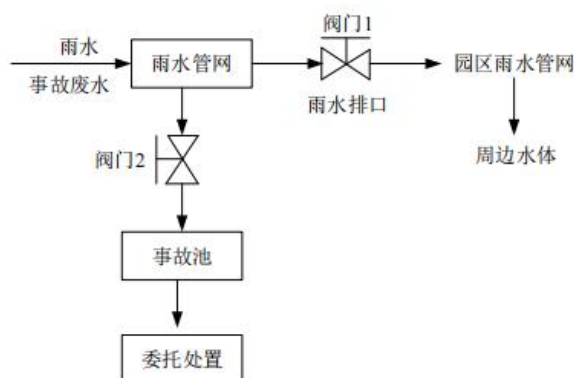 阀门1
雨水
事故废水
雨水管网
园区雨水管网
雨水排口
阀门2
周边水体
事故池
委托处置